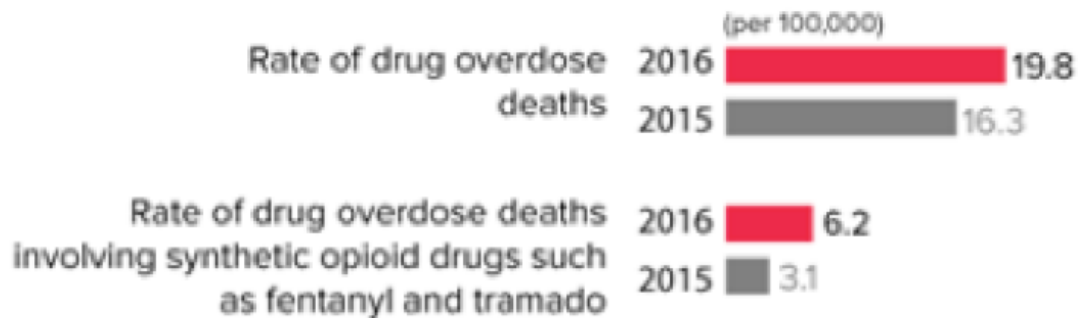 (per 100,000)
Rate of drug overdose 2016 19.8
deaths
2015 16.3
Rate of drug overdose deaths 2016 6.2
involving synthetic opioid drugs such
2015 3.1
as fentanyl and tramado